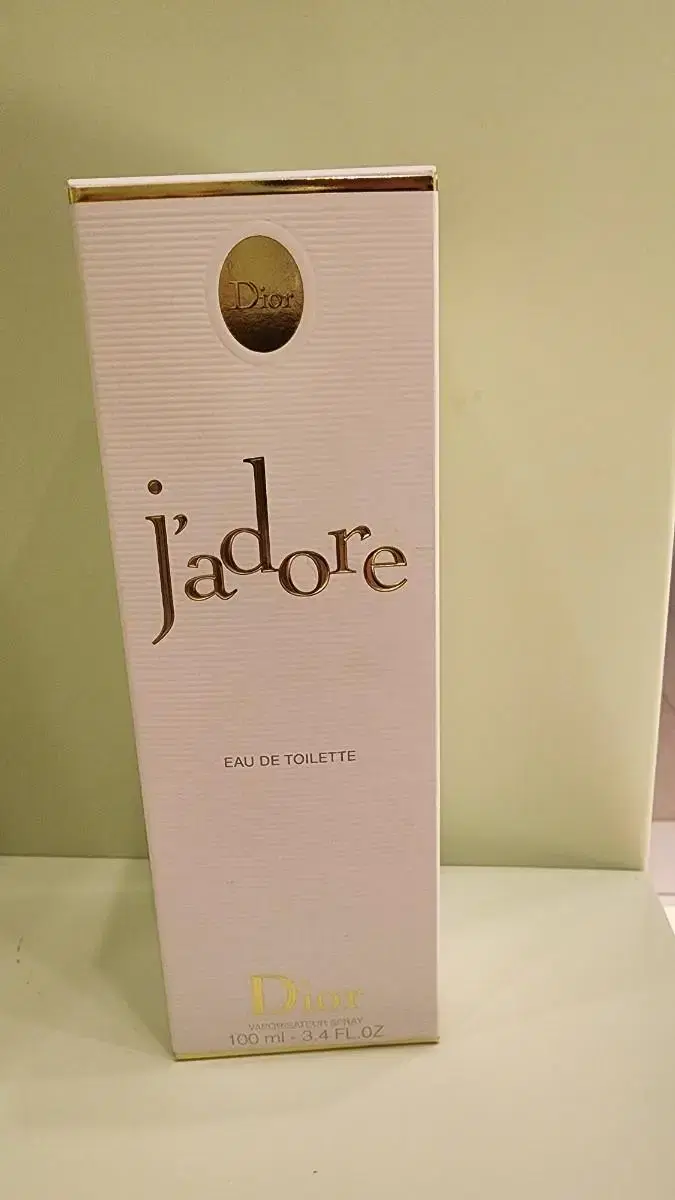 Dior
j'adore
EAU DE TOILETTE
Dior
VAPORISATEUR SPRAY
100 ml - 3.4 FL.OZ